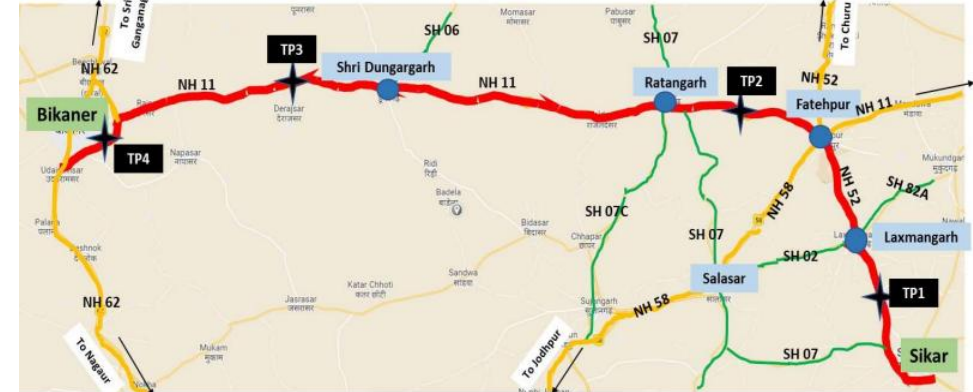 To Sri
Ganganag
NH 62
पूनरासर
SH 06
Momasar
मोमासर
Pabusar
पाबुसर
SH 07
To Churu
NH 52
TP3
Shri Dungargarh
NH 11
Derajsar
देराजसर
NH 11
Ratangarh
TP2
Fatehpur
NH 11
Bikaner
TP4
Napasar
नापासर
Ridi
रिड़ी
Mukundgarh
मुकुंदगढ़
Badela
NH 58
NH 52
SH 82A
SH 07C
Bidasar
बिदासर
Chhapar
छापर
SH 07
SH 02
Laxmangarh
Salasar
सालासर
Sandwa
सांडवा
Katar Chhoti
कतर छोटी
Jasrasar
जसरासर
NH 62
NH 58
TP1
To Nagaur
Mukam
मुकाम
To Jodhpur
SH 07
Sikar